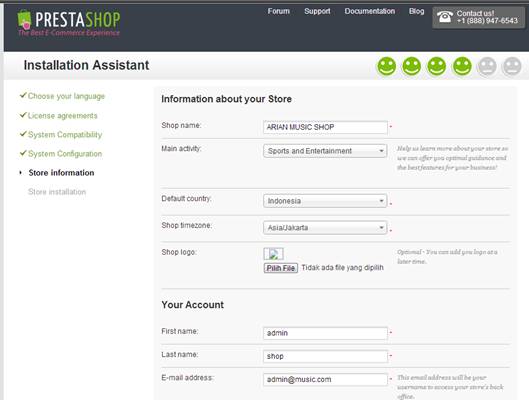 Forum Support Documentation Blog
Contact us!
+1 (888) 947-6543
PRESTASHOP
The Best E-Commerce Experience
Installation Assistant
Choose your language
License agreements
System Compatibility
System Configuration
Store information
Store installation
Information about your Store
Shop name: ARIAN MUSIC SHOP *
Main activity: Sports and Entertainment
Help us learn more about your store so
we can offer you optimal guidance and
the best features for your business!
Default country: Indonesia *
Shop timezone: Asia/Jakarta *
Shop logo:
Pilih File Tidak ada file yang dipilih
Optional - You can add you logo at a
later time.
Your Account
First name: admin *
Last name: shop *
E-mail address: admin@music.com *
This email address will be your
username to access your store's back
office.